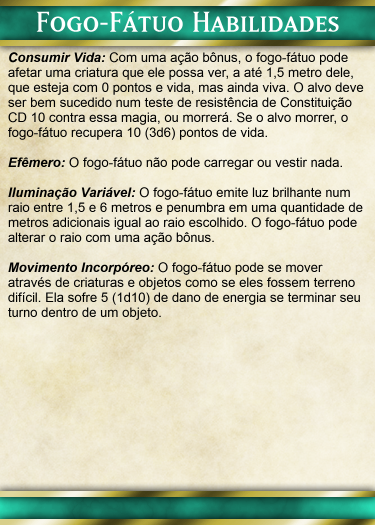 Fogo-Fátuo Habilidades
Consumir Vida: Com uma ação bônus, o fogo-fátuo pode
afetar uma criatura que ele possa ver, a até 1,5 metro dele,
que esteja com 0 pontos e vida, mas ainda viva. O alvo deve
ser bem sucedido num teste de resistência de Constituição
CD 10 contra essa magia, ou morrerá. Se o alvo morrer, o
fogo-fátuo recupera 10 (3d6) pontos de vida.
Efêmero: O fogo-fátuo não pode carregar ou vestir nada.
Iluminação Variável: O fogo-fátuo emite luz brilhante num
raio entre 1,5 e 6 metros e penumbra em uma quantidade de
metros adicionais igual ao raio escolhido. O fogo-fátuo pode
alterar o raio com uma ação bônus.
Movimento Incorpóreo: O fogo-fátuo pode se mover
através de criaturas e objetos como se eles fossem terreno
difícil. Ela sofre 5 (1d10) de dano de energia se terminar seu
turno dentro de um objeto.